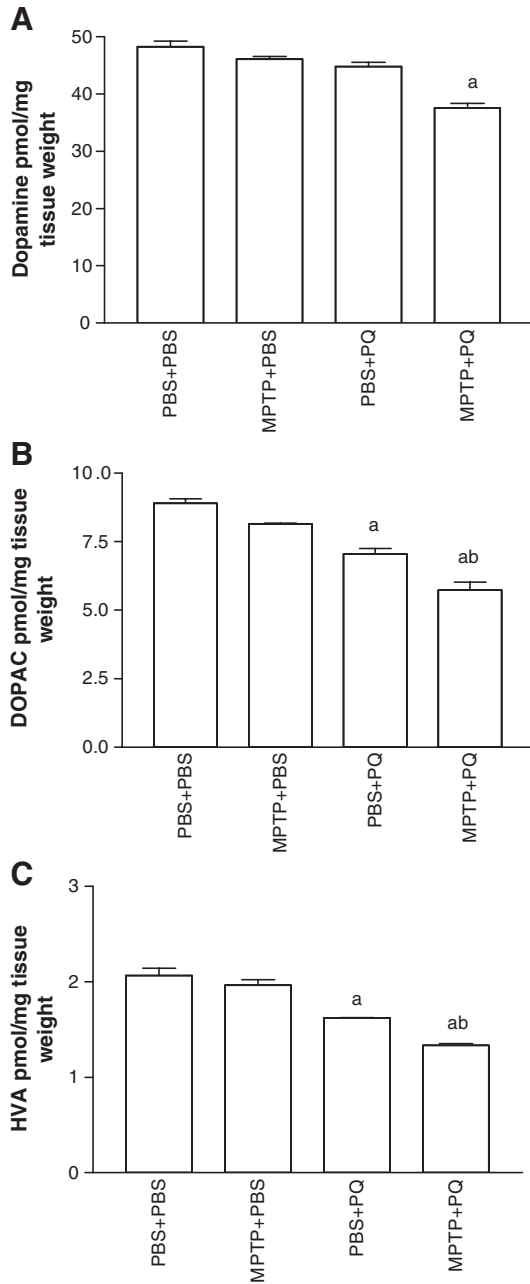 A
Dopamine pmol/mg
tissue weight
50
40
30
20
10
0
a
PBS+PBS
MPTP+PBS
PBS+PQ
MPTP+PQ
B
DOPAC pmol/mg tissue
weight
10.0
7.5
5.0
2.5
0.0
a
ab
PBS+PBS
MPTP+PBS
PBS+PQ
MPTP+PQ
C
HVA pmol/mg tissue
weight
3
2
1
0
a
ab
PBS+PBS
MPTP+PBS
PBS+PQ
MPTP+PQ